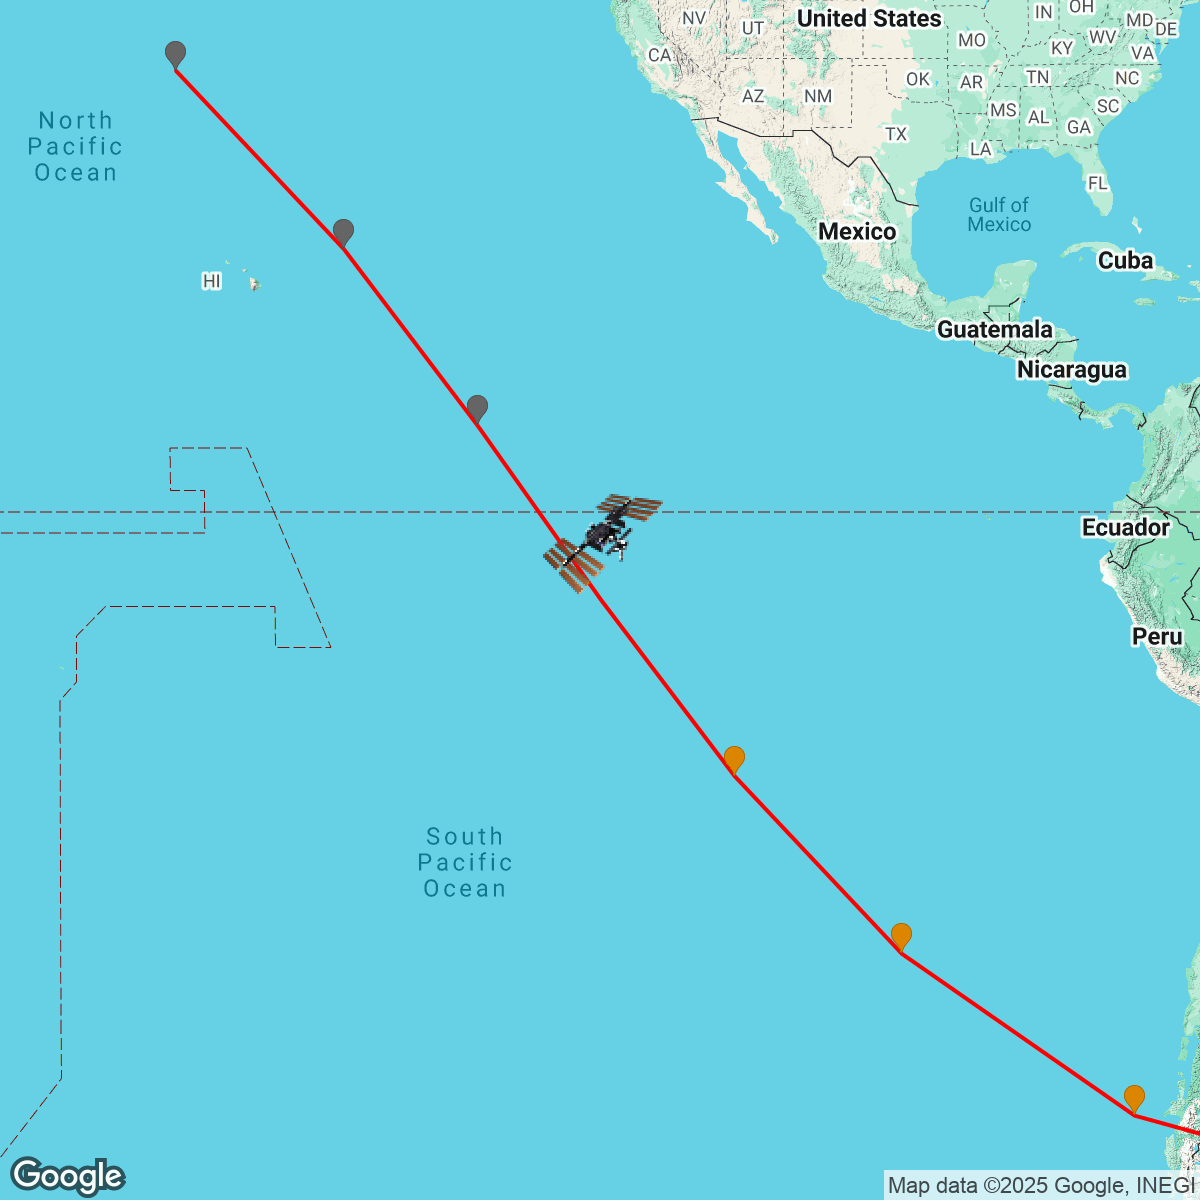 United States
NV
UT
CA
AZ
NM
MO
OK
AR
TX
LA
MS
AL
TN
KY
IN
OH
WV
VA
MD
DE
NC
SC
GA
FL
North
Pacific
Ocean
HI
Mexico
Gulf of
Mexico
Cuba
Guatemala
Nicaragua
Ecuador
Peru
South
Pacific
Ocean
Google
Map data ©2025 Google, INEGI